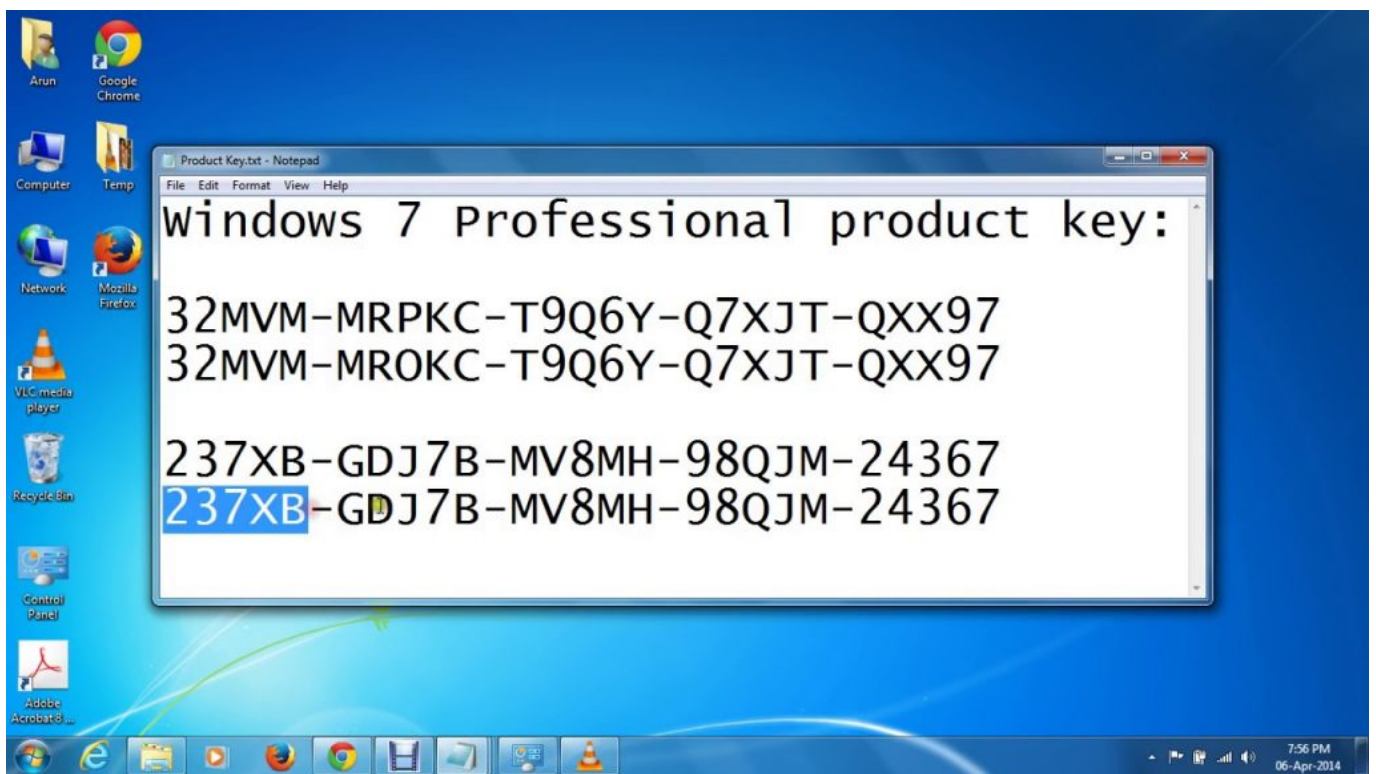 Arun
Google
Chrome
Computer
Temp
Network
Mozilla
Firefox
VLC media
player
Recycle Bin
Control
Panel
Adobe
Acrobat 8 ...
Product Key.txt - Notepad
File Edit Format View Help
Windows 7 Professional product key:
32MVM-MRPKC-T9Q6Y-Q7XJT-QXX97
32MVM-MROKC-T9Q6Y-Q7XJT-QXX97
237XB-GDJ7B-MV8MH-98QJM-24367
237XB-GDJ7B-MV8MH-98QJM-24367
7:56 PM
06-Apr-2014